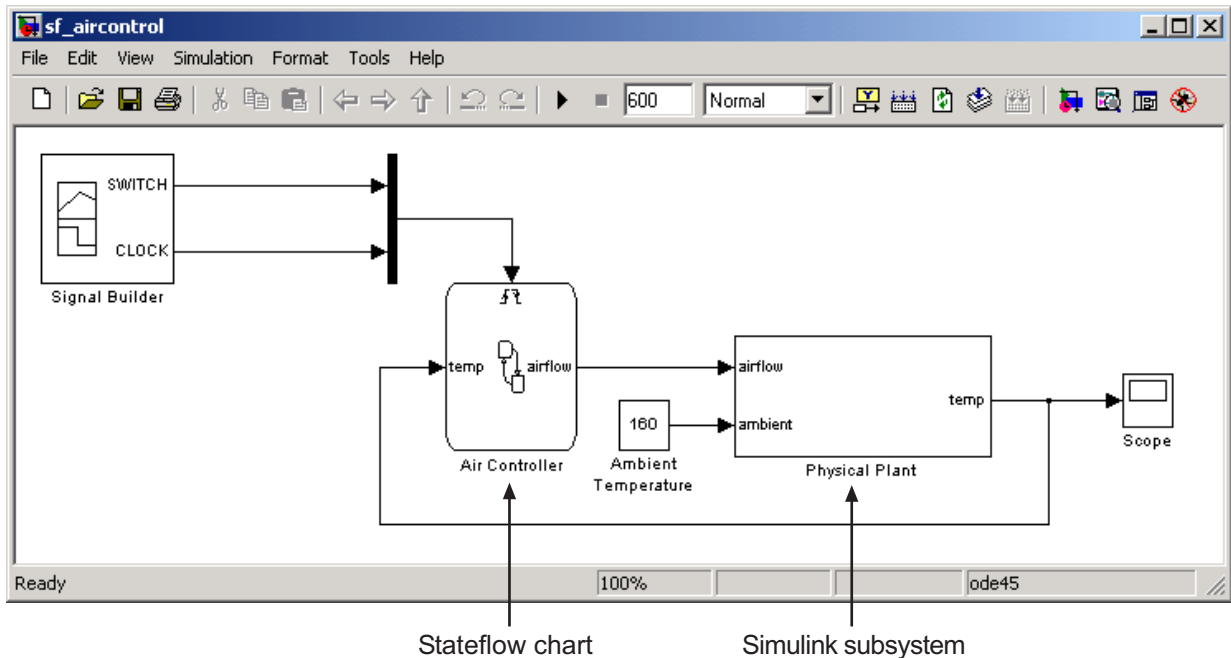 sf_aircontrol
File Edit View Simulation Format Tools Help
600 Normal
SWITCH
CLOCK
Signal Builder
temp airflow
Air Controller
160
Ambient
Temperature
airflow
ambient
temp
Physical Plant
Scope
Ready 100% ode45
Stateflow chart Simulink subsystem